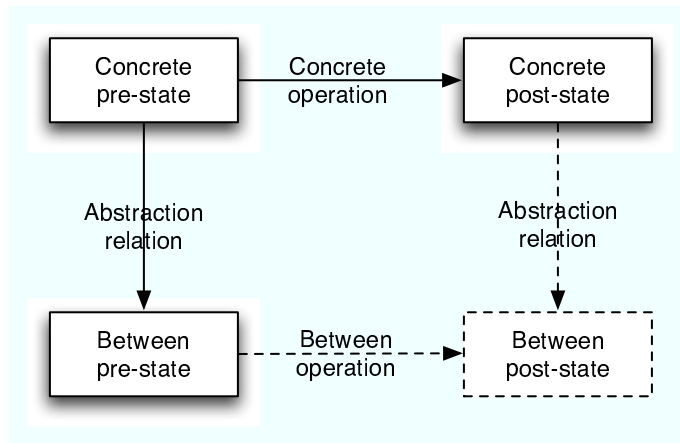 Concrete
pre-state
Concrete
operation
Concrete
post-state
Abstraction
relation
Abstraction
relation
Between
pre-state
Between
operation
Between
post-state